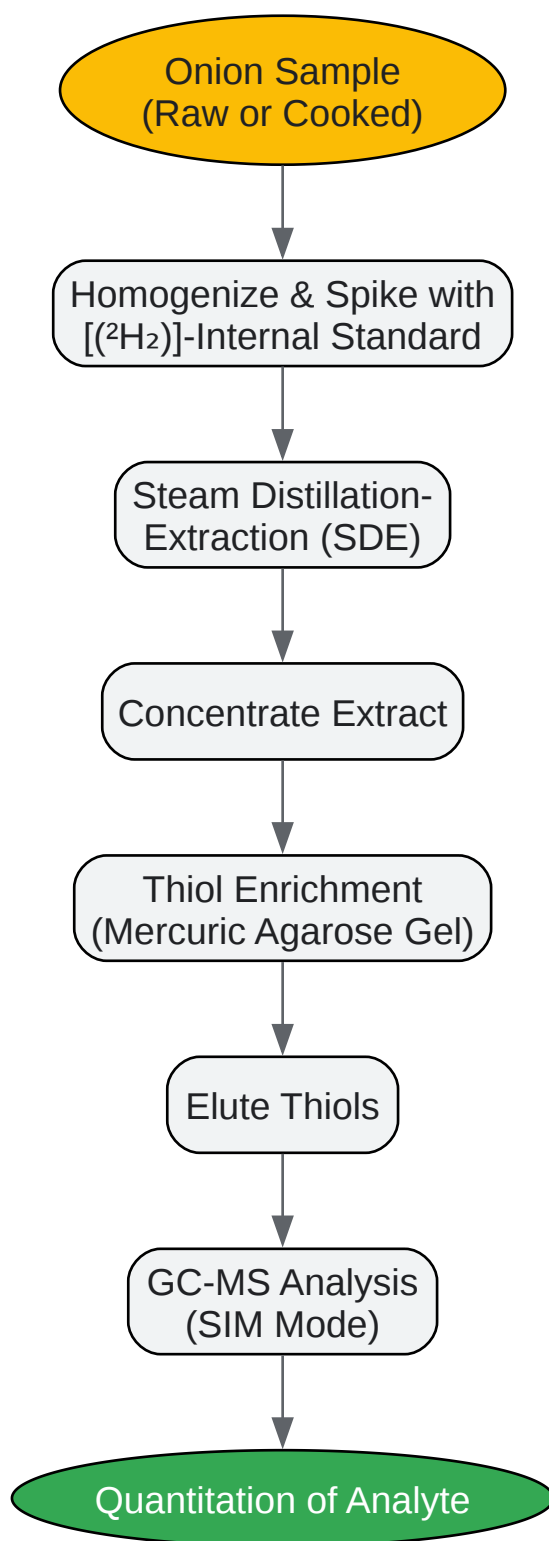 Onion Sample
(Raw or Cooked)
Homogenize & Spike with
[(²H₂)]-Internal Standard
Steam Distillation-
Extraction (SDE)
Concentrate Extract
Thiol Enrichment
(Mercuric Agarose Gel)
Elute Thiols
GC-MS Analysis
(SIM Mode)
Quantitation of Analyte